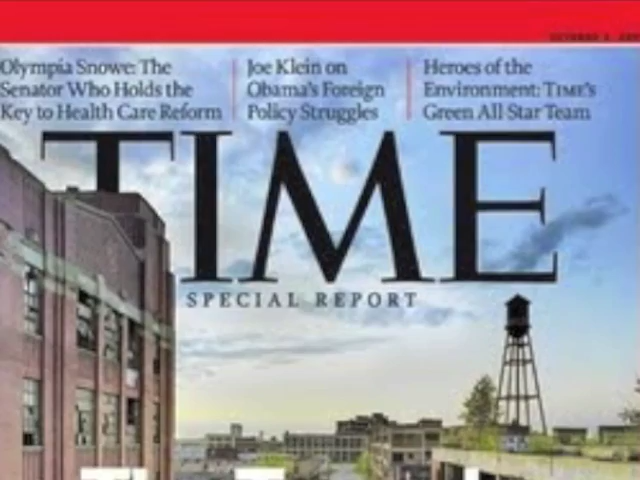 Olympia Snowe: The
Senator Who Holds the
Key to Health Care Reform
Joe Klein on
Obama's Foreign
Policy Struggles
Heroes of the
Environment: TIME's
Green All-Star Team
TIME
SPECIAL REPORT